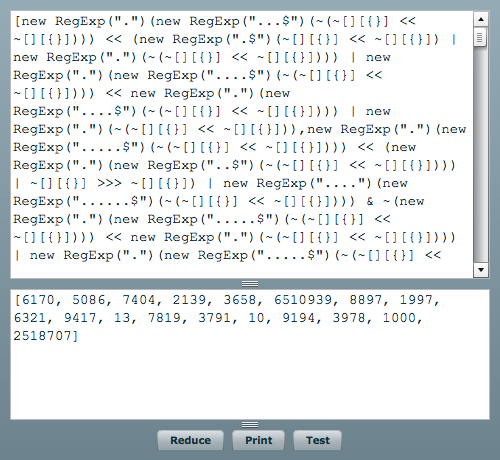 [new RegExp(".")(new RegExp("...$")(~(~[][{}] <<
~[][{}]))) << (new RegExp(".$")(~[][{}] << ~[][{}]) |
new RegExp(".")(~(~[][{}] << ~[][{}]))) | new
RegExp(".")(new RegExp("....$")(~(~[][{}] <<
~[][{}]))) << new RegExp(".")(new
RegExp("....$")(~(~[][{}] << ~[][{}]))) | new
RegExp(".")(~(~[][{}] << ~[][{}])),new RegExp(".")(new
RegExp(".....$")(~(~[][{}] << ~[][{}]))) << (new
RegExp(".")(new RegExp("..$")(~(~[][{}] << ~[][{}])))
| ~[][{}] >>> ~[][{}]) | new RegExp("....")(new
RegExp("......$")(~(~[][{}] << ~[][{}]))) & ~(new
RegExp(".")(new RegExp(".....$")(~(~[][{}] <<
~[][{}]))) << new RegExp(".")(~(~[][{}] << ~[][{}]))
| new RegExp(".")(new RegExp(".....$")(~(~[][{}] <<
[6170, 5086, 7404, 2139, 3658, 6510939, 8897, 1997,
6321, 9417, 13, 7819, 3791, 10, 9194, 3978, 1000,
2518707]
Reduce Print Test